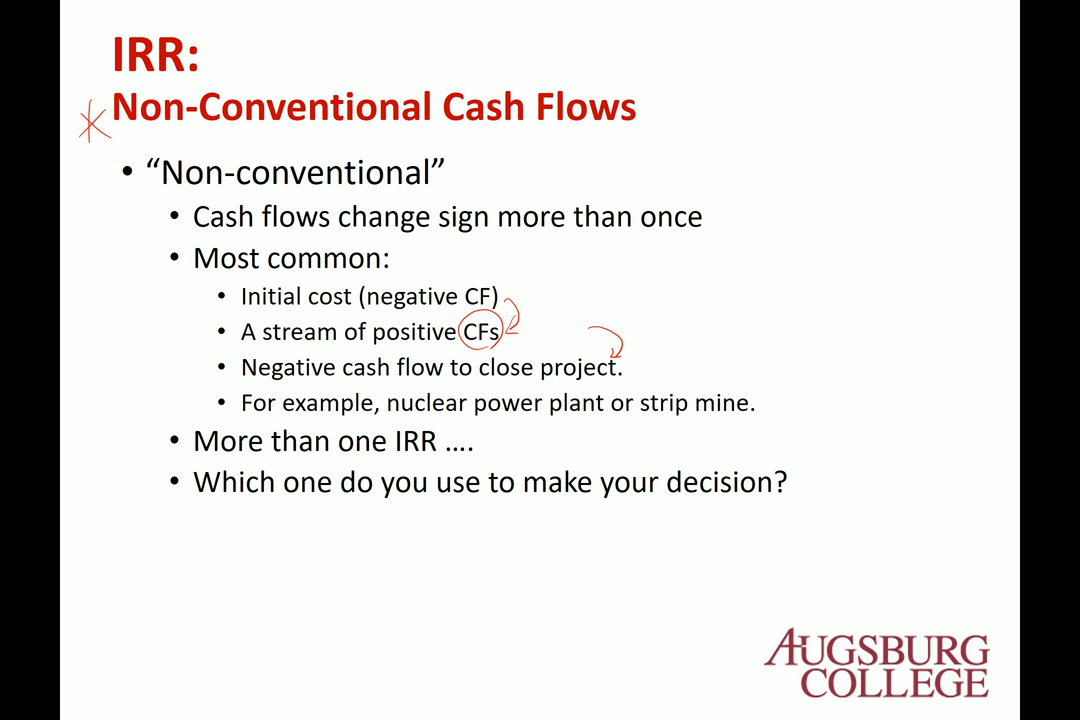 IRR:
Non-Conventional Cash Flows
• “Non-conventional”
• Cash flows change sign more than once
• Most common:
• Initial cost (negative CF)
• A stream of positive CFs
• Negative cash flow to close project.
• For example, nuclear power plant or strip mine.
• More than one IRR ….
• Which one do you use to make your decision?
AUGSBURG
COLLEGE